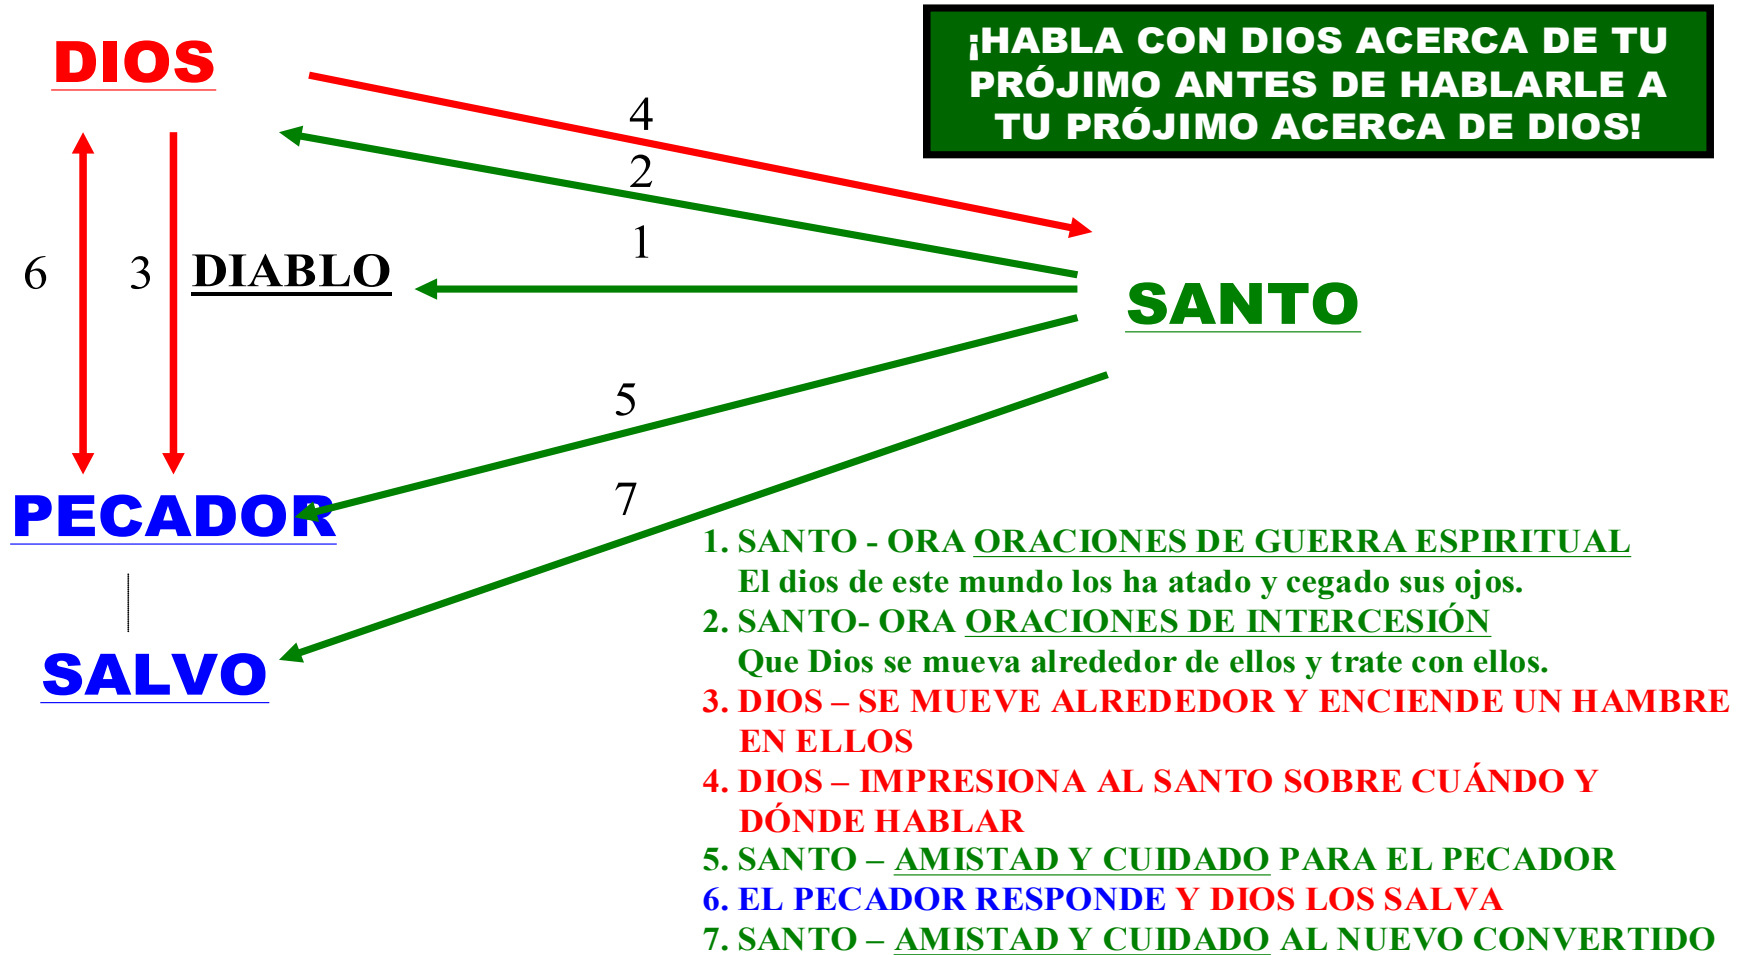 DIOS
¡HABLA CON DIOS ACERCA DE TU
PRÓJIMO ANTES DE HABLARLE A
TU PRÓJIMO ACERCA DE DIOS!
4
2
1
6
3
DIABLO
SANTO
5
PECADOR
7
SALVO
1. SANTO - ORA ORACIONES DE GUERRA ESPIRITUAL
El dios de este mundo los ha atado y cegado sus ojos.
2. SANTO- ORA ORACIONES DE INTERCESIÓN
Que Dios se mueva alrededor de ellos y trate con ellos.
3. DIOS – SE MUEVE ALREDEDOR Y ENCIENDE UN HAMBRE
EN ELLOS
4. DIOS – IMPRESIONA AL SANTO SOBRE CUÁNDO Y
DÓNDE HABLAR
5. SANTO – AMISTAD Y CUIDADO PARA EL PECADOR
6. EL PECADOR RESPONDE Y DIOS LOS SALVA
7. SANTO – AMISTAD Y CUIDADO AL NUEVO CONVERTIDO